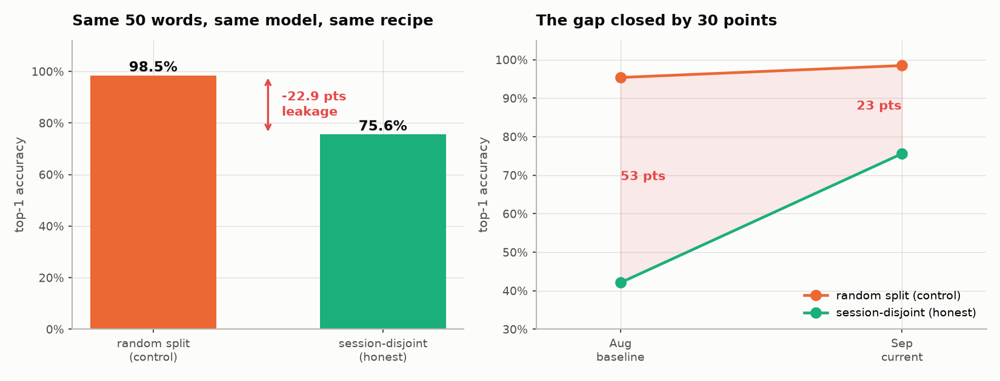 Same 50 words, same model, same recipe
top-1 accuracy
100%
80%
60%
40%
20%
0%
98.5%
-22.9 pts
leakage
75.6%
random split
(control)
session-disjoint
(honest)
The gap closed by 30 points
top-1 accuracy
100%
90%
80%
70%
60%
50%
40%
30%
23 pts
53 pts
random split (control)
session-disjoint (honest)
Aug
baseline
Sep
current